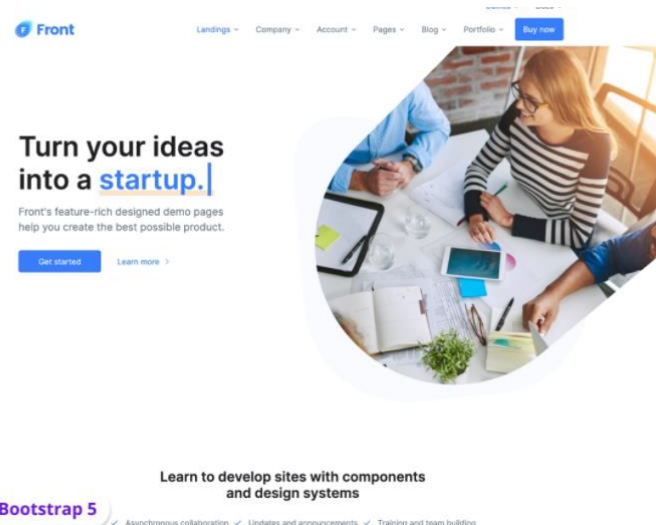 Front
Landings Company Account Pages Blog Portfolio Buy now
Turn your ideas
into a startup.
Front's feature-rich designed demo pages
help you create the best possible product.
Get started Learn more
Learn to develop sites with components
and design systems
Bootstrap 5
Asynchronous collaboration Updates and announcements Training and team building